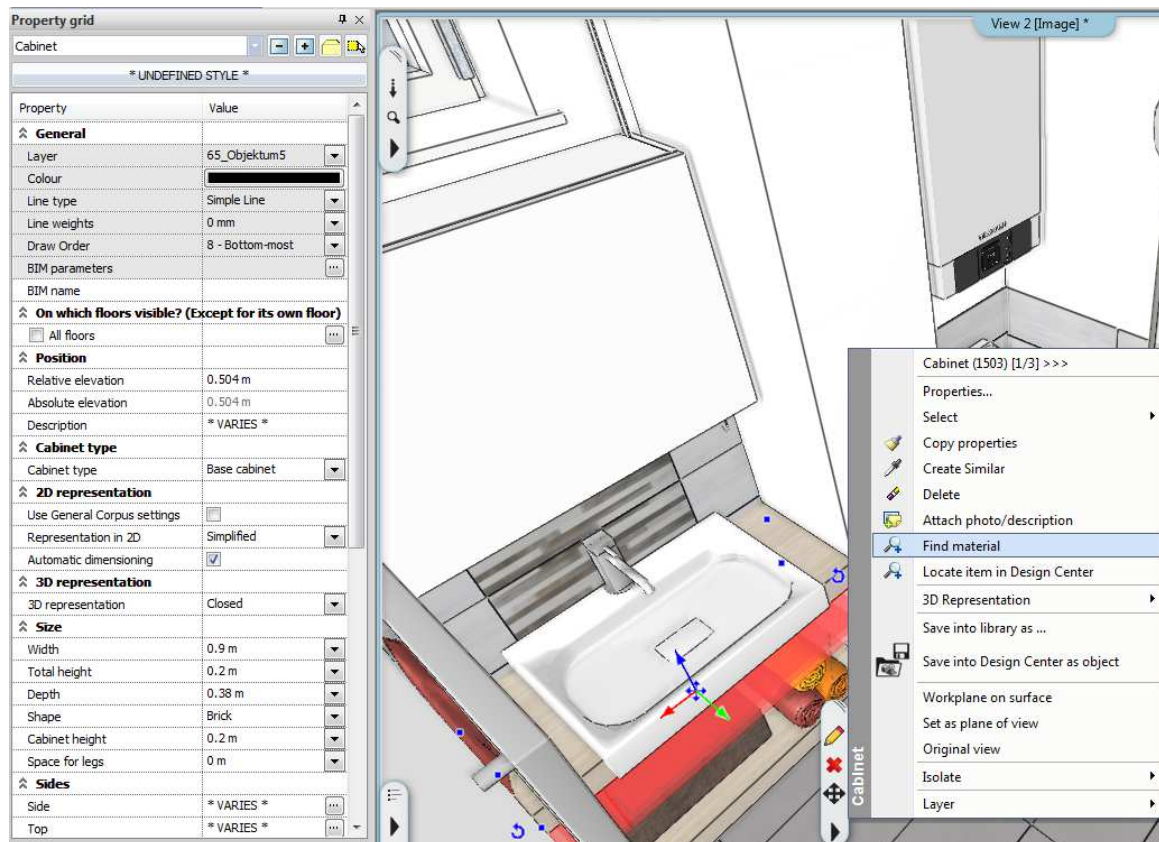 Property grid
Cabinet
* UNDEFINED STYLE *
Property Value
General
Layer 65_Objektum5
Colour
Line type Simple Line
Line weights 0 mm
Draw Order 8 - Bottom-most
BIM parameters
BIM name
On which floors visible? (Except for its own floor)
All floors
Position
Relative elevation 0.504 m
Absolute elevation 0.504 m
Description * VARIES *
Cabinet type
Cabinet type Base cabinet
2D representation
Use General Corpus settings
Representation in 2D Simplified
Automatic dimensioning
3D representation
3D representation Closed
Size
Width 0.9 m
Total height 0.2 m
Depth 0.38 m
Shape Brick
Cabinet height 0.2 m
Space for legs 0 m
Sides
Side * VARIES *
Top * VARIES *
View 2 [Image] *
Cabinet
Cabinet (1503) [1/3] >>>
Properties...
Select
Copy properties
Create Similar
Delete
Attach photo/description
Find material
Locate item in Design Center
3D Representation
Save into library as ...
Save into Design Center as object
Workplane on surface
Set as plane of view
Original view
Isolate
Layer